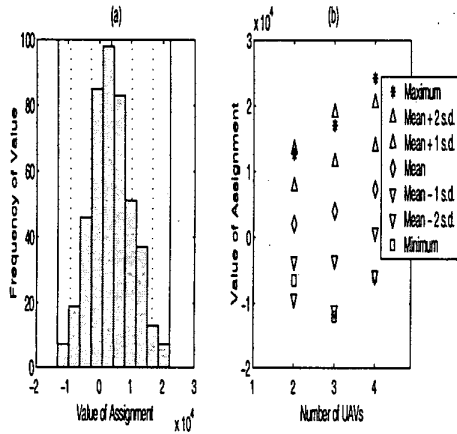 (a)
100
80
60
40
20
0
Frequency of Value
-2 -1 0 1 2 3
Value of Assignment
x 10^4
(b)
x10^4
3
2
1
0
-1
-2
Value of Assignment
1 2 3 4
Number of UAVs
Maximum
Mean + 2 s.d.
Mean + 1 s.d.
Mean
Mean − 1 s.d.
Mean − 2 s.d.
Minimum